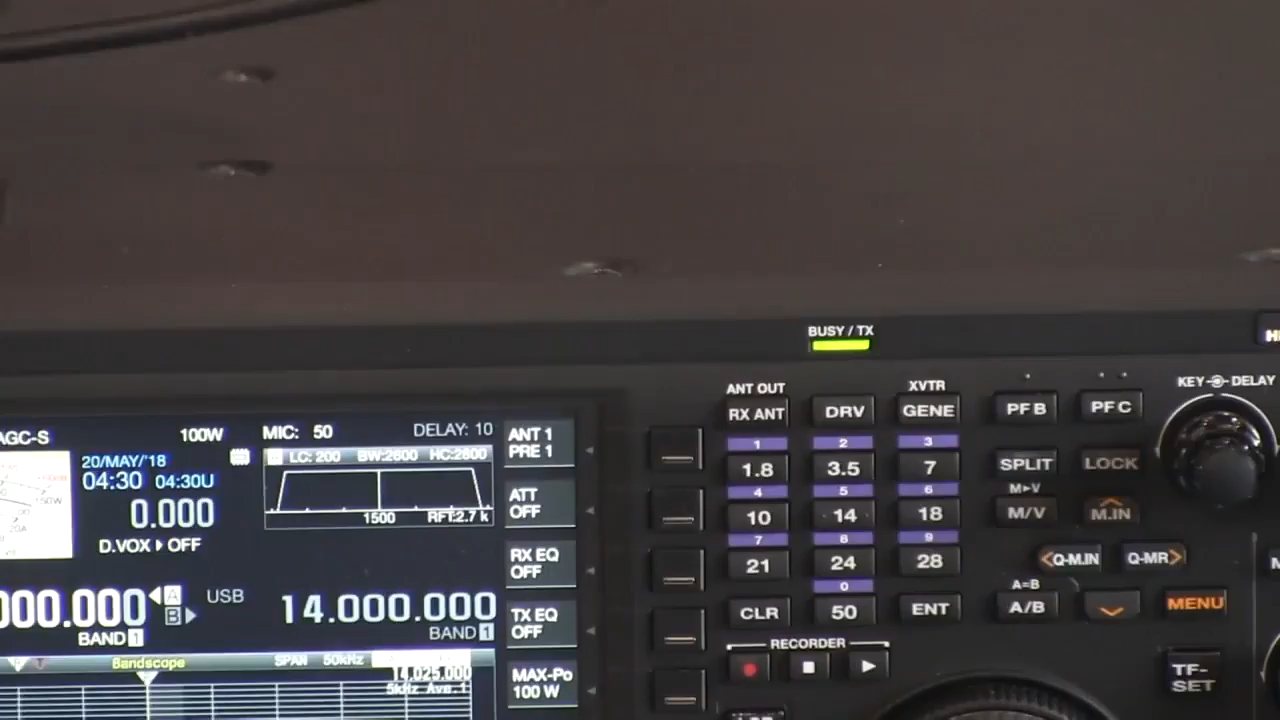 BUSY / TX
KEY DELAY
ANT OUT
XVTR
RX ANT
DRV
GENE
PF B
PF C
AGC-S
100W
MIC: 50
DELAY: 10
ANT 1
PRE 1
1
2
3
20/MAY/'18
LC: 200 BW:2600 HC:2800
1.8
3.5
7
SPLIT
LOCK
04:30 04:30U
150W
ATT
OFF
4
5
6
M▸V
0.000
1500
RFT:2.7 k
10
14
18
M/V
M.IN
D.VOX▸OFF
RX EQ
OFF
7
8
9
21
24
28
Q-M.IN
Q-MR
000.000
A
B
USB
14.000.000
0
A=B
BAND 1
BAND 1
TX EQ
OFF
CLR
50
ENT
A/B
MENU
RECORDER
Bandscope
SPAN 50kHz
14,025.000
5kHz Ave.1
MAX-Po
100 W
TF-
SET